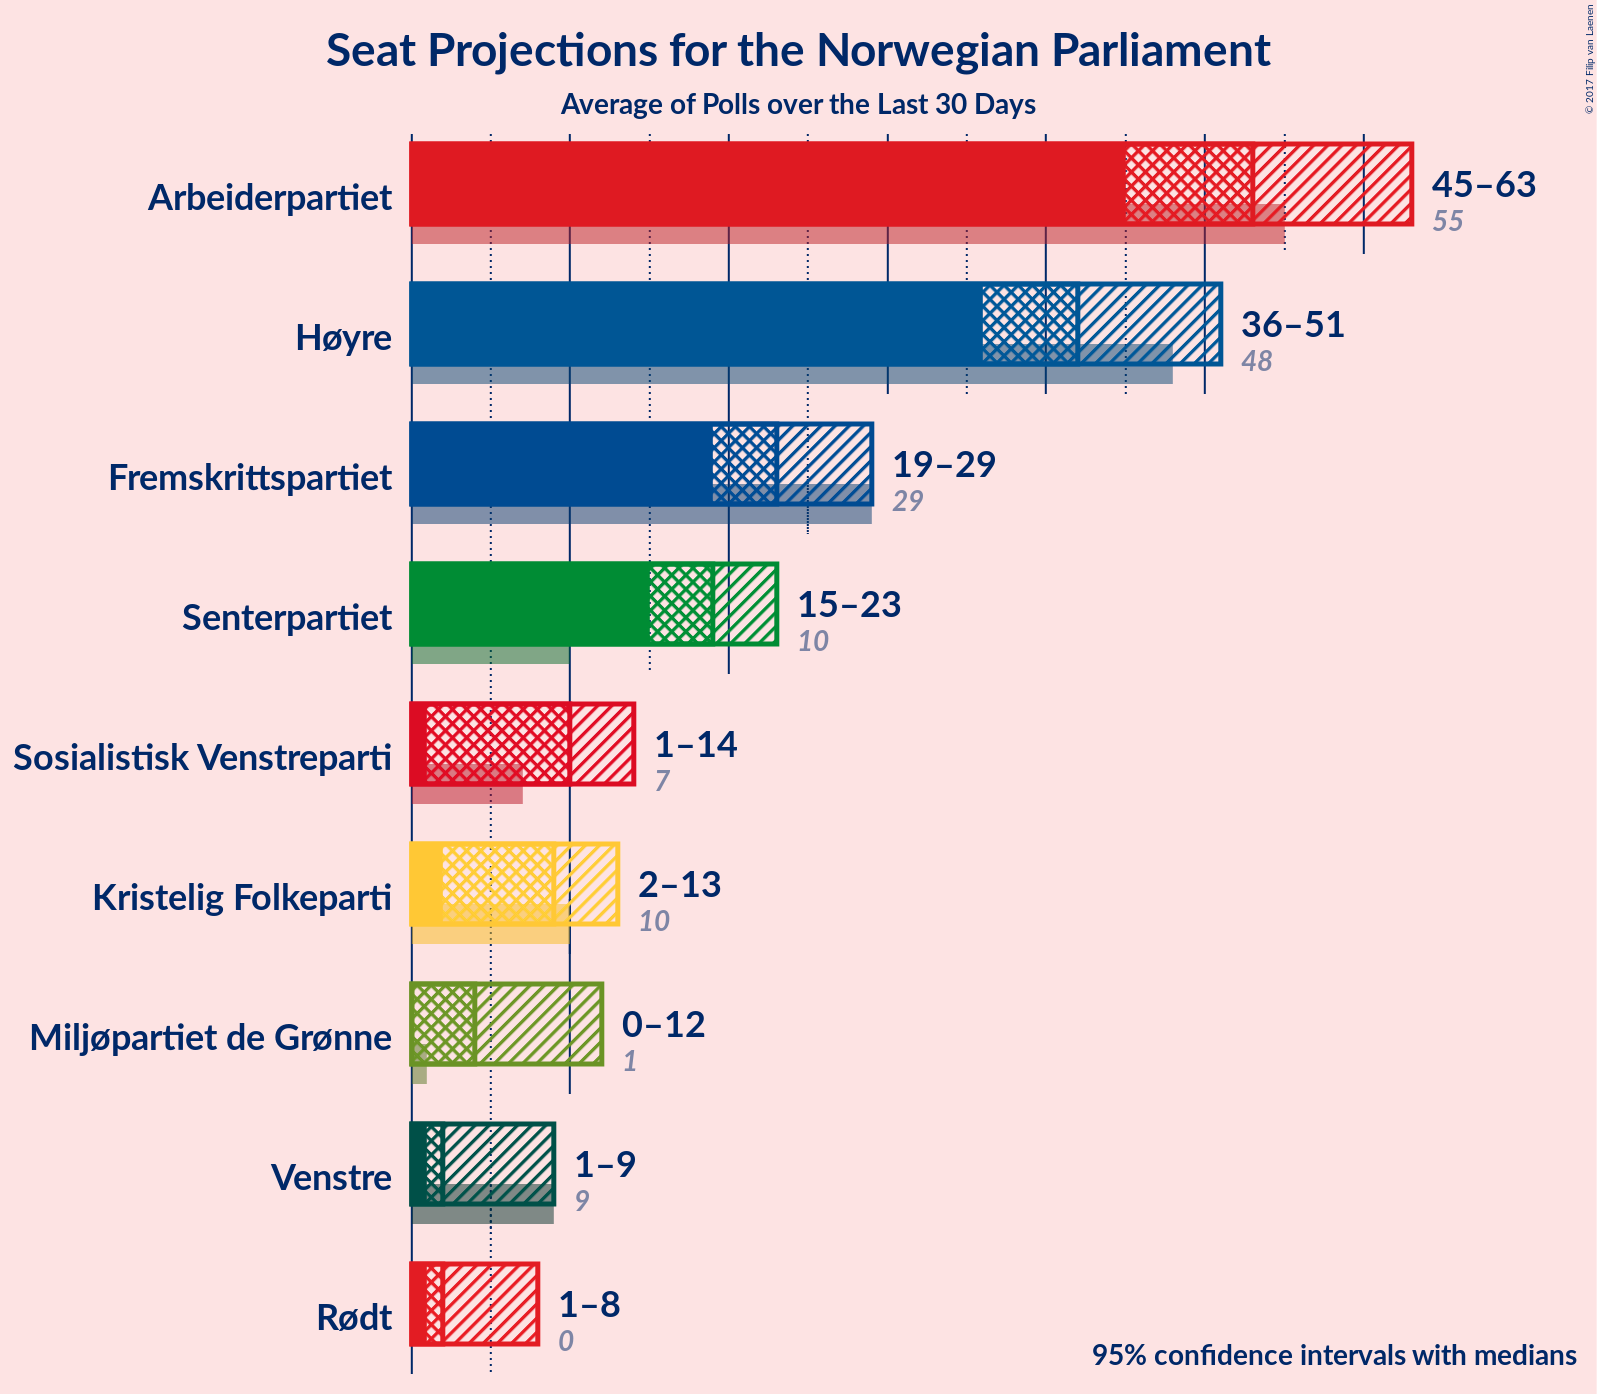 Seat Projections for the Norwegian Parliament
Average of Polls over the Last 30 Days
© 2017 Filip van Laenen
Arbeiderpartiet
45–63
55
Høyre
36–51
48
Fremskrittspartiet
19–29
29
Senterpartiet
15–23
10
Sosialistisk Venstreparti
1–14
7
Kristelig Folkeparti
2–13
10
Miljøpartiet de Grønne
0–12
1
Venstre
1–9
9
Rødt
1–8
0
95% confidence intervals with medians